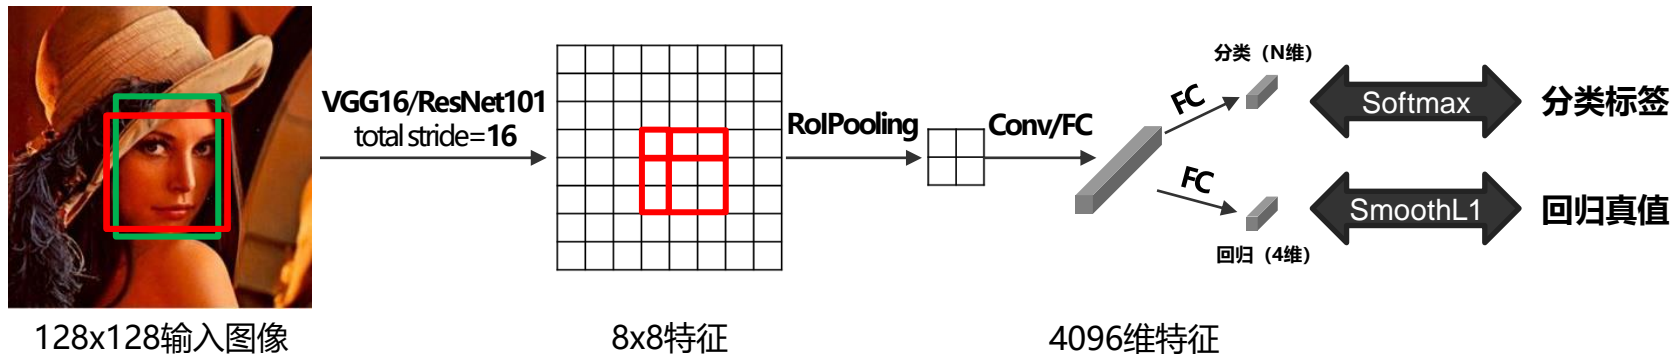 VGG16/ResNet101
total stride=16
RoIPooling
Conv/FC
FC
FC
分类（N维）
Softmax
分类标签
SmoothL1
回归真值
回归（4维）
128x128输入图像
8x8特征
4096维特征